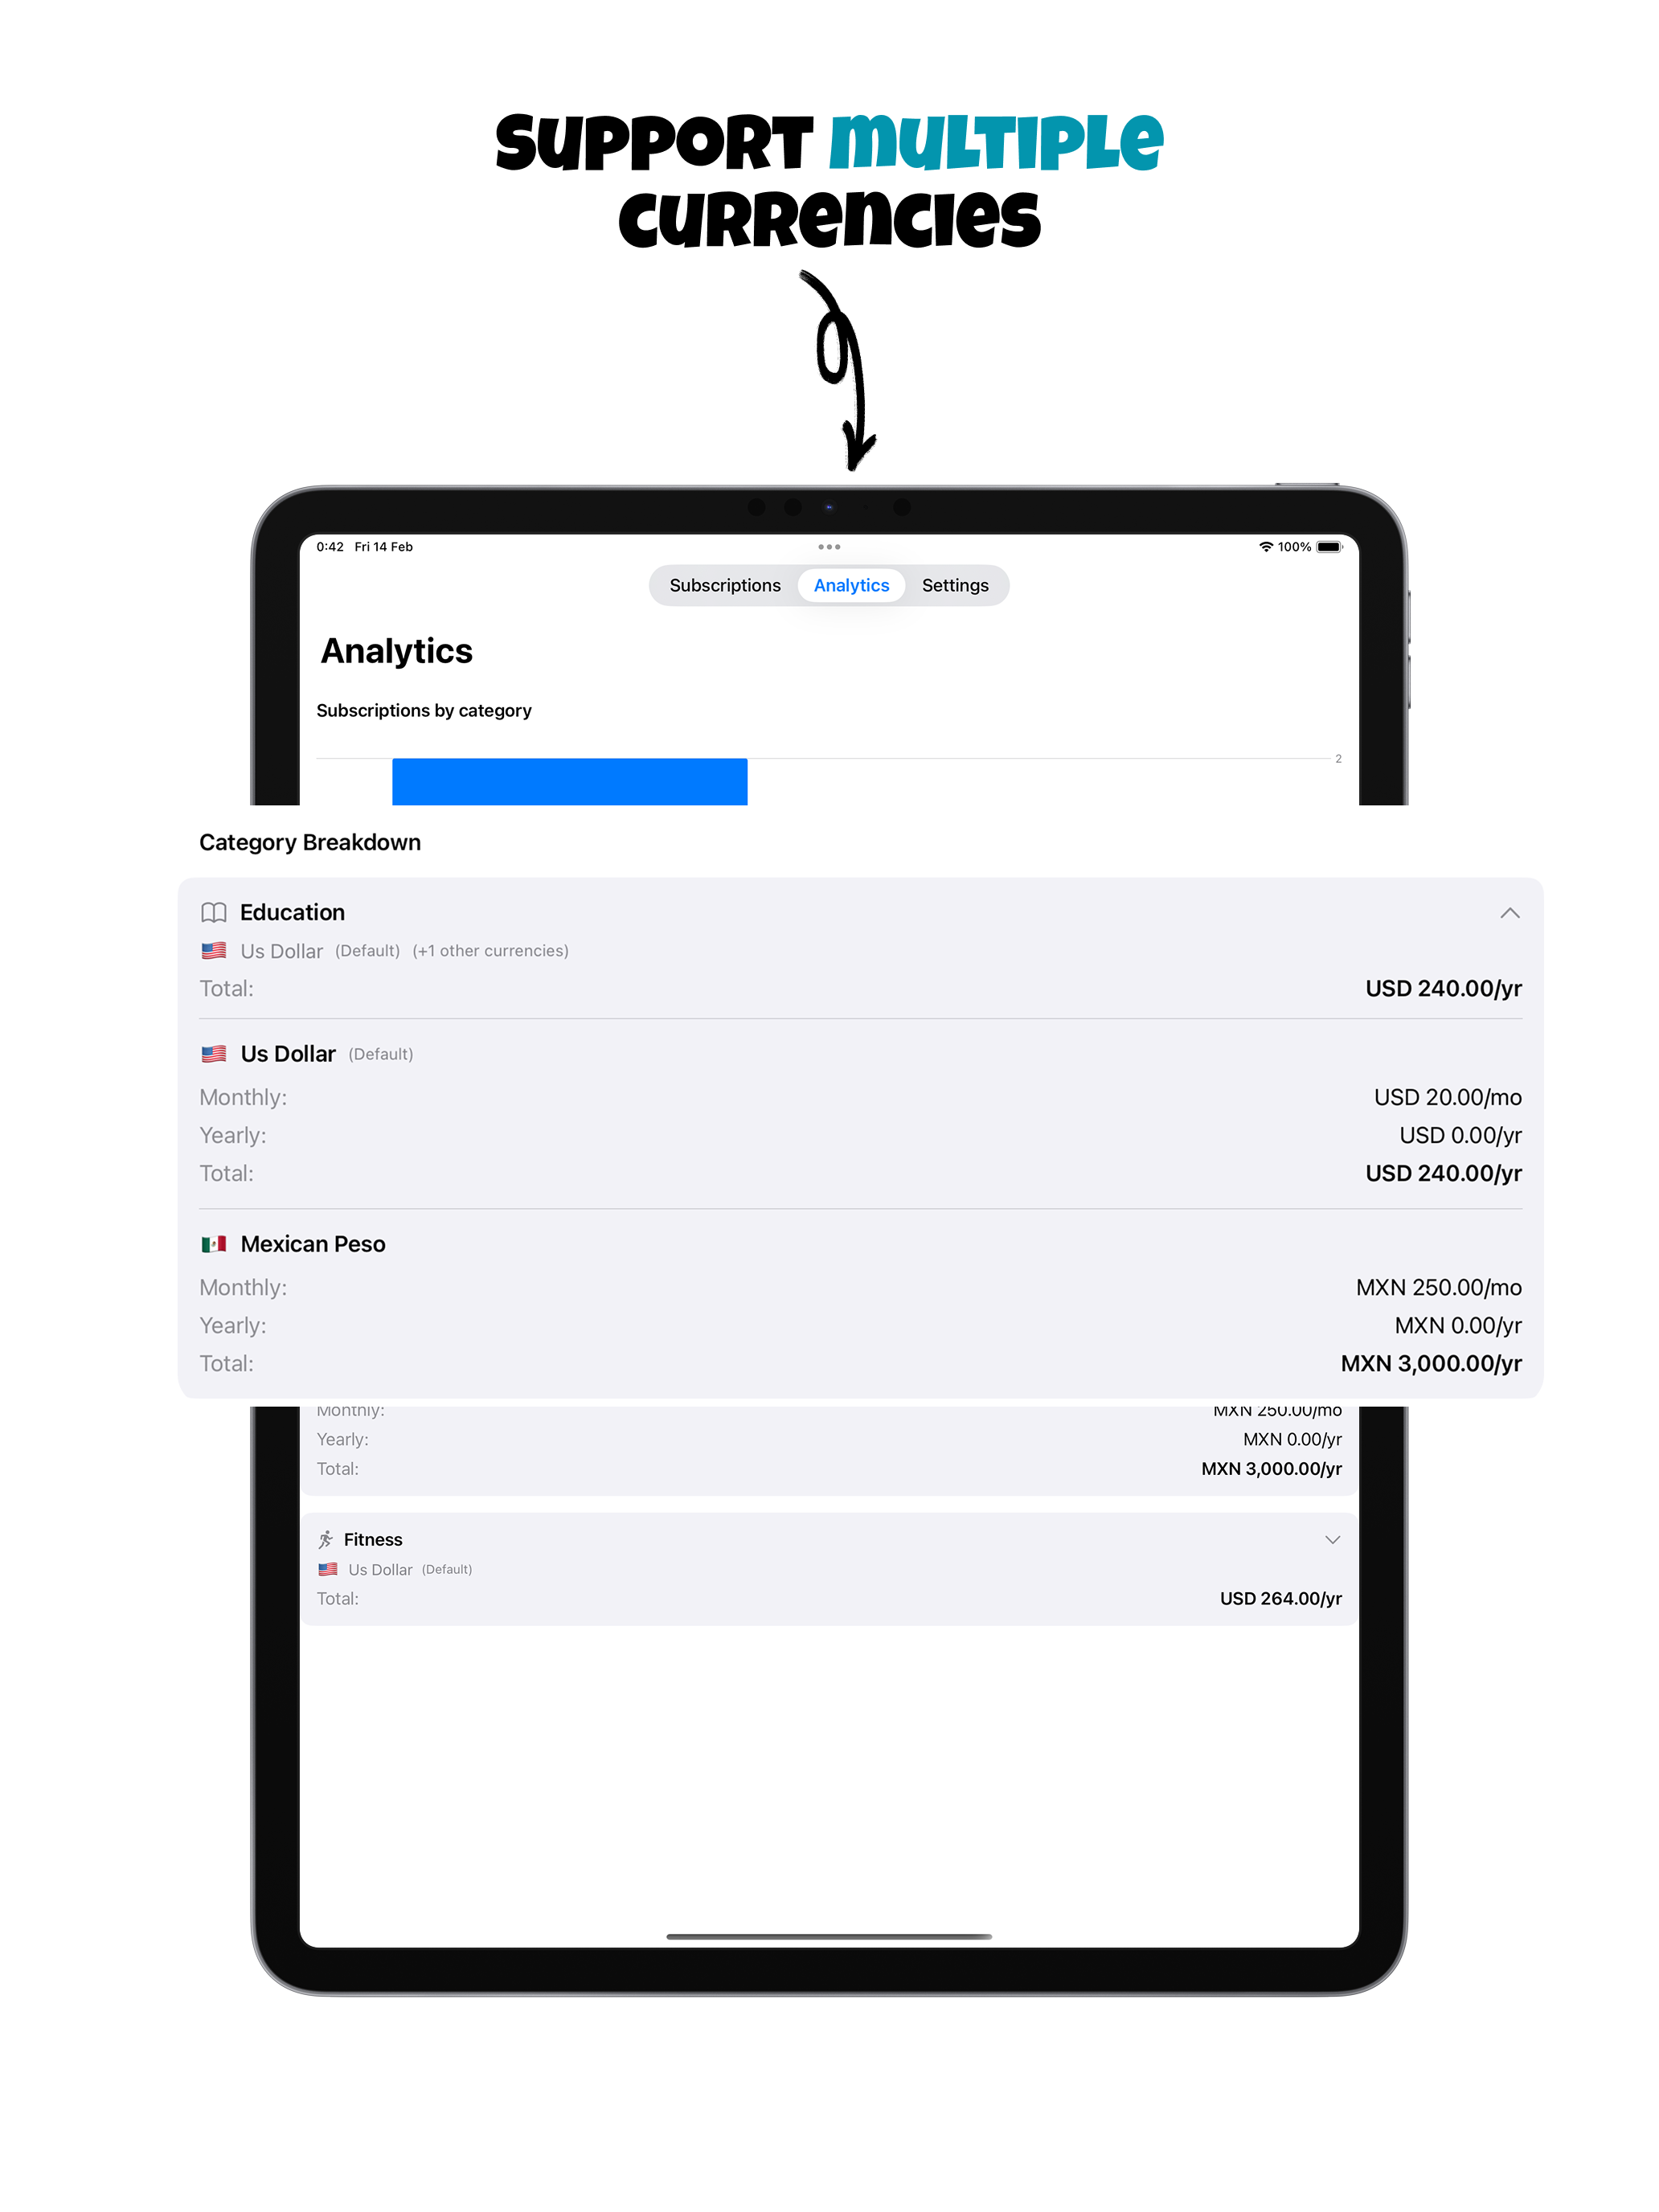 SUPPORT MULTIPLE
CURRENCIES
0:42 Fri 14 Feb
100%
Subscriptions Analytics Settings
Analytics
Subscriptions by category
2
Category Breakdown
Education
Us Dollar (Default) (+1 other currencies)
Total: USD 240.00/yr
Us Dollar (Default)
Monthly: USD 20.00/mo
Yearly: USD 0.00/yr
Total: USD 240.00/yr
Mexican Peso
Monthly: MXN 250.00/mo
Yearly: MXN 0.00/yr
Total: MXN 3,000.00/yr
Monthly: MXN 250.00/mo
Yearly: MXN 0.00/yr
Total: MXN 3,000.00/yr
Fitness
Us Dollar (Default)
Total: USD 264.00/yr